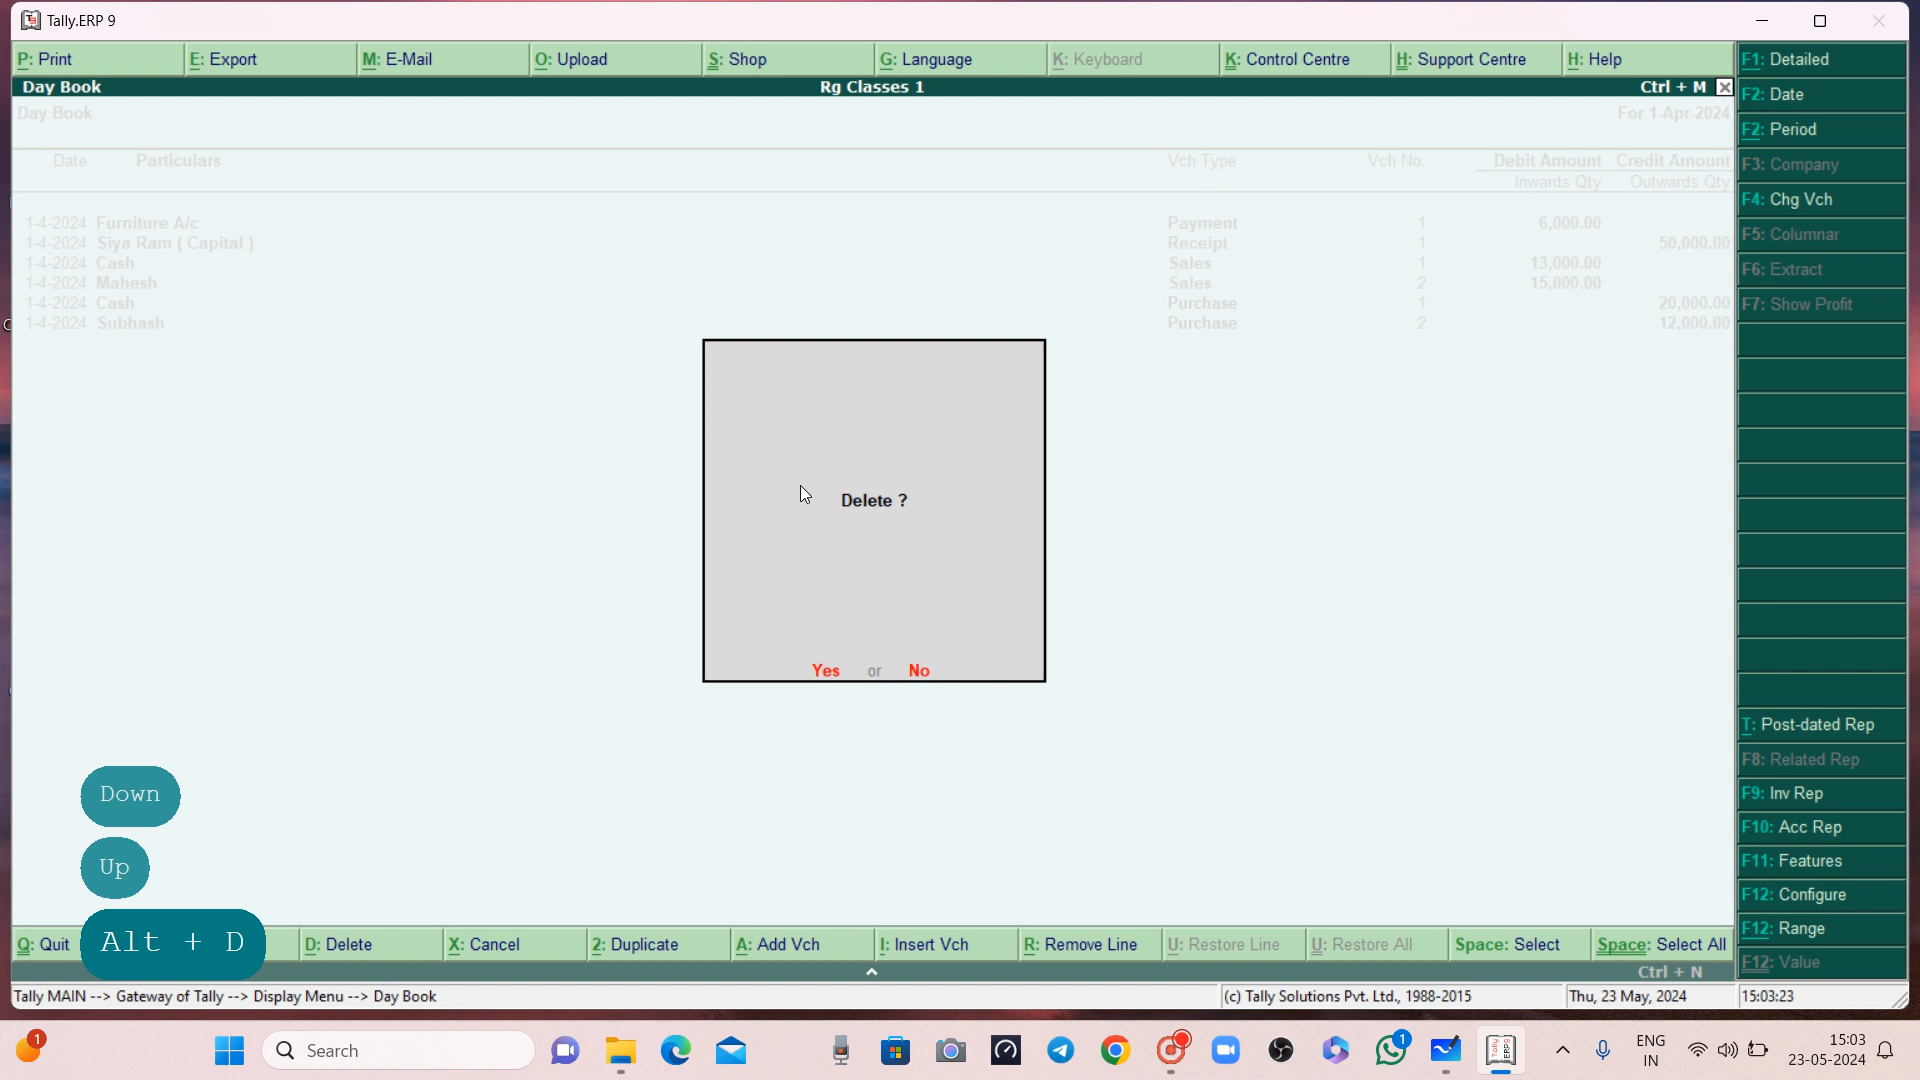 Tally.ERP 9
P: Print E: Export M: E-Mail O: Upload S: Shop G: Language K: Keyboard K: Control Centre H: Support Centre H: Help
Day Book Rg Classes 1 Ctrl + M
Day Book For 1-Apr-2024
Date Particulars Vch Type Vch No. Debit Amount Credit Amount
Inwards Qty Outwards Qty
1-4-2024 Furniture A/c Payment 1 6,000.00
1-4-2024 Siya Ram ( Capital ) Receipt 1 50,000.00
1-4-2024 Cash Sales 1 13,000.00
1-4-2024 Mahesh Sales 2 15,000.00
1-4-2024 Cash Purchase 1 20,000.00
1-4-2024 Subhash Purchase 2 12,000.00
Delete ?
Yes or No
F1: Detailed
F2: Date
F2: Period
F3: Company
F4: Chg Vch
F5: Columnar
F6: Extract
F7: Show Profit
T: Post-dated Rep
F8: Related Rep
F9: Inv Rep
F10: Acc Rep
F11: Features
F12: Configure
F12: Range
F12: Value
Down
Up
Alt + D
Q: Quit D: Delete X: Cancel 2: Duplicate A: Add Vch I: Insert Vch R: Remove Line U: Restore Line U: Restore All Space: Select Space: Select All
Ctrl + N
Tally MAIN --> Gateway of Tally --> Display Menu --> Day Book (c) Tally Solutions Pvt. Ltd., 1988-2015 Thu, 23 May, 2024 15:03:23
1 Search 1 ENG 15:03
IN 23-05-2024